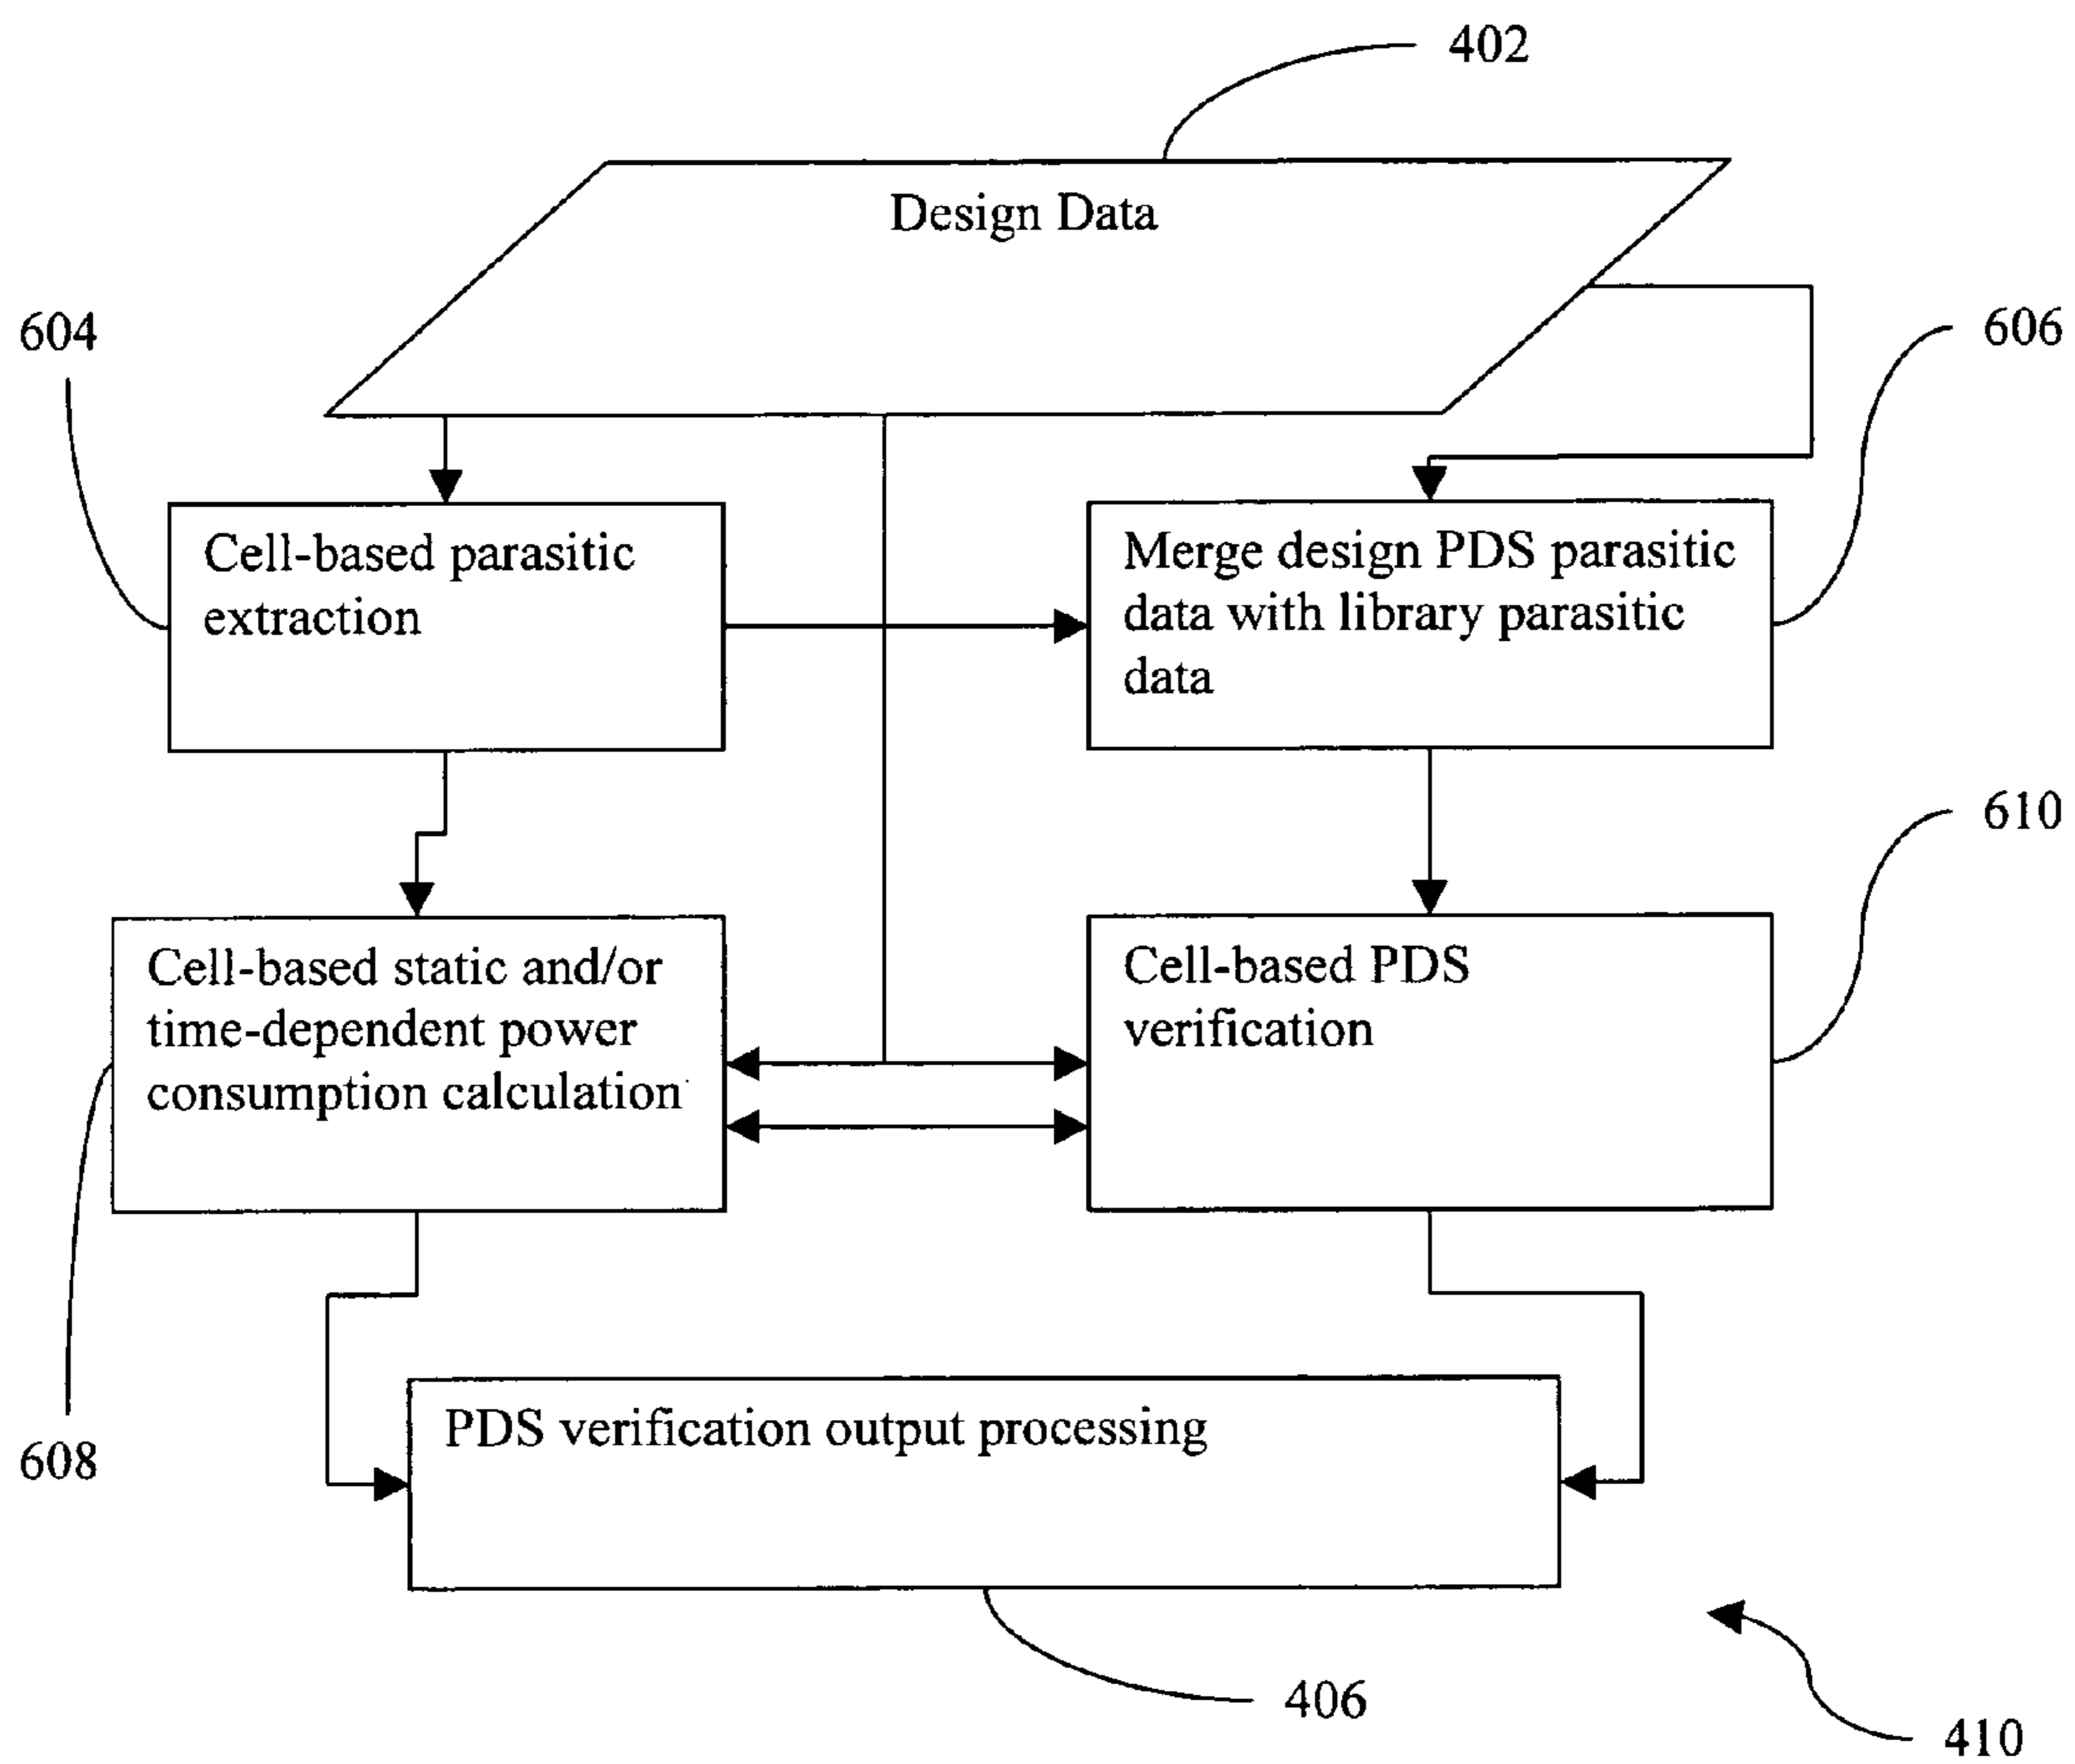 402
Design Data
604
606
Cell-based parasitic
extraction
Merge design PDS parasitic
data with library parasitic
data
610
Cell-based static and/or
time-dependent power
consumption calculation
Cell-based PDS
verification
608
PDS verification output processing
406
410